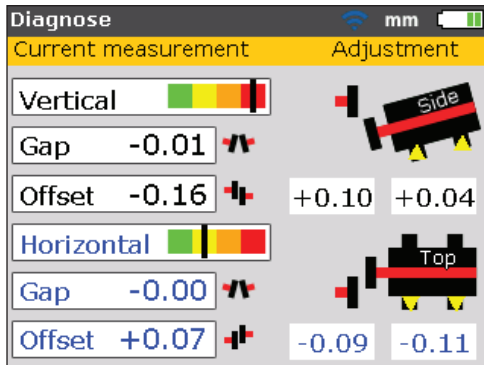 Diagnose mm
Current measurement Adjustment
Vertical
Side
Gap -0.01
Offset -0.16 +0.10 +0.04
Horizontal
Top
Gap -0.00
Offset +0.07 -0.09 -0.11